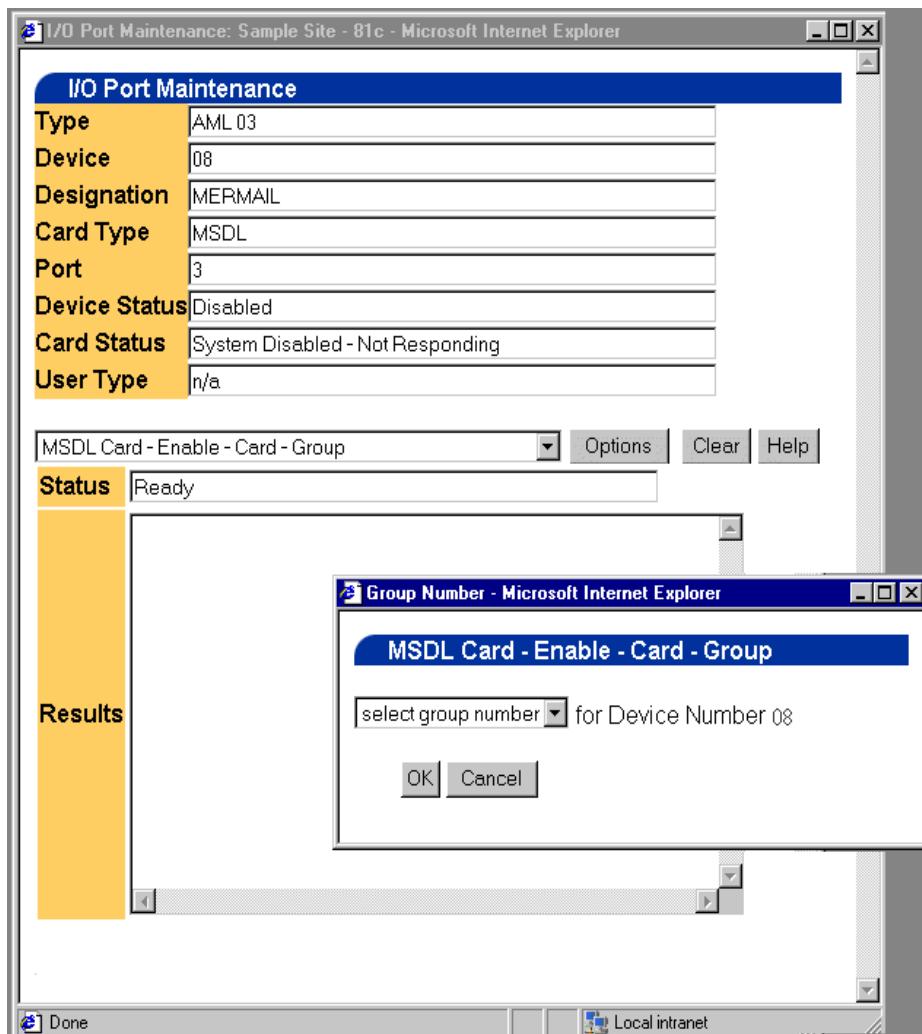 I/O Port Maintenance: Sample Site - 81c - Microsoft Internet Explorer
I/O Port Maintenance
Type AML 03
Device 08
Designation MERMAIL
Card Type MSDL
Port 3
Device Status Disabled
Card Status System Disabled - Not Responding
User Type n/a
MSDL Card - Enable - Card - Group Options Clear Help
Status Ready
Results
Group Number - Microsoft Internet Explorer
MSDL Card - Enable - Card - Group
select group number for Device Number 08
OK Cancel
Done Local intranet